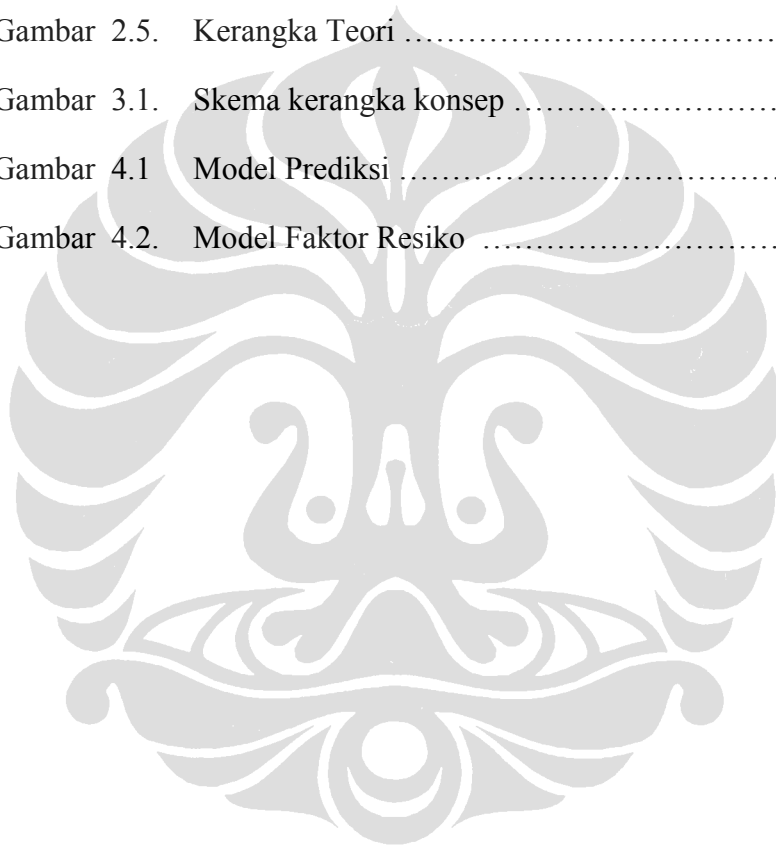 Gambar 2.5. Kerangka Teori ……………………………
Gambar 3.1. Skema kerangka konsep …………………
Gambar 4.1 Model Prediksi ……………………………
Gambar 4.2. Model Faktor Resiko ………………………